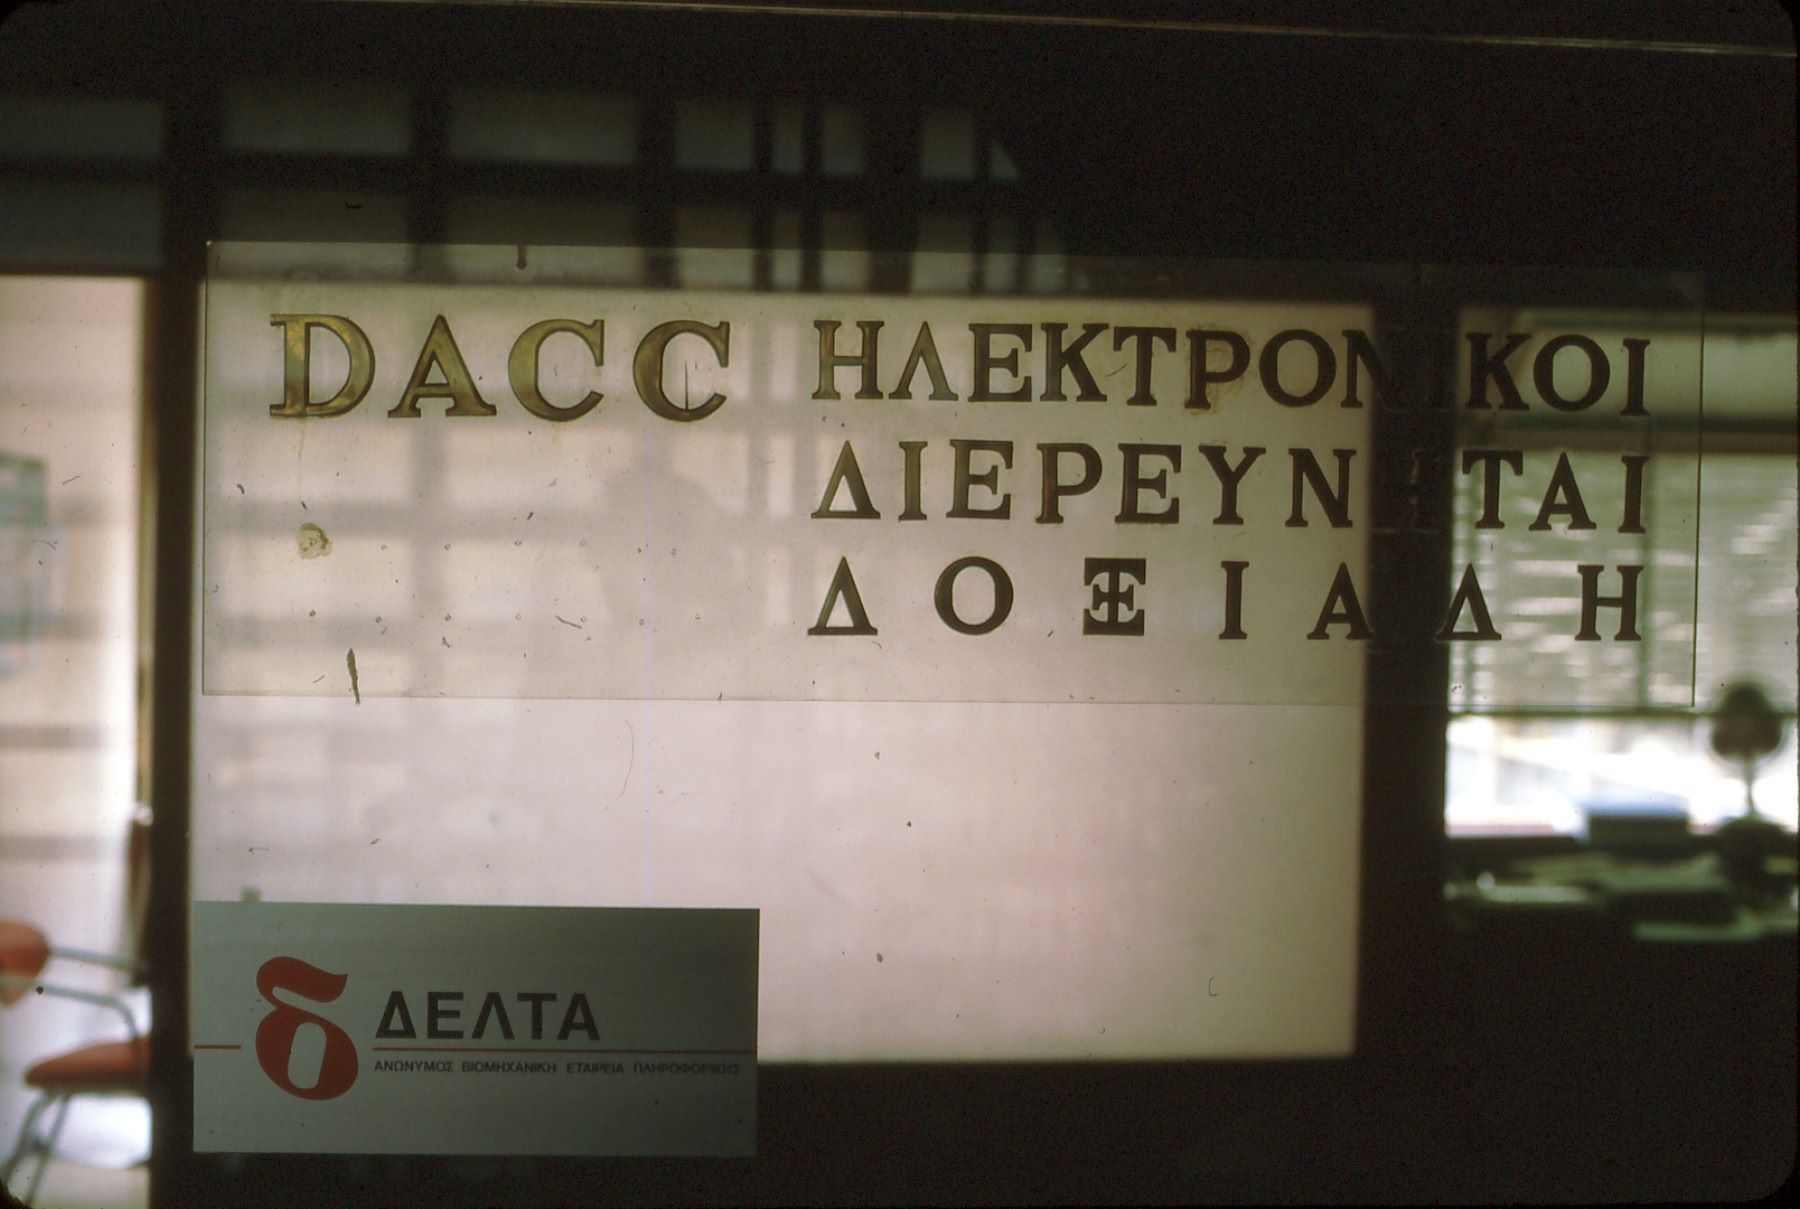 DACC ΗΛΕΚΤΡΟΝΙΚΟΙ
ΔΙΕΡΕΥΝΗΤΑΙ
ΔΟΞΙΑΔΗ
δ ΔΕΛΤΑ
ΑΝΩΝΥΜΟΣ ΒΙΟΜΗΧΑΝΙΚΗ ΕΤΑΙΡΕΙΑ ΠΛΗΡΟΦΟΡΙΚΗΣ